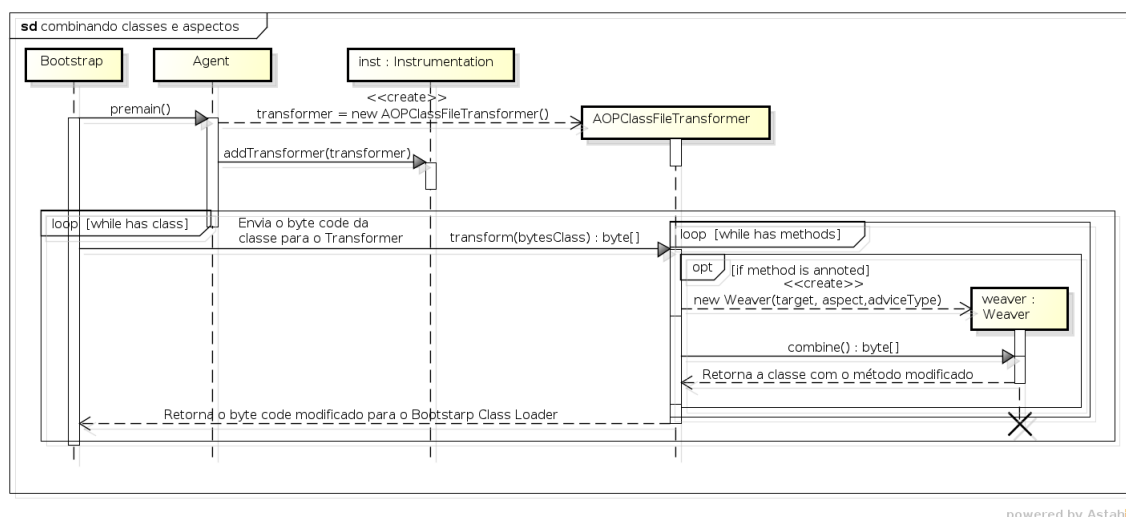 sd combinando classes e aspectos
Bootstrap
Agent
inst : Instrumentation
<<create>>
premain()
transformer = new AOPClassFileTransformer()
AOPClassFileTransformer
addTransformer(transformer)
loop [while has class]
Envia o byte code da
classe para o Transformer
transform(bytesClass) : byte[]
loop [while has methods]
opt [if method is annoted]
<<create>>
new Weaver(target, aspect,adviceType)
weaver :
Weaver
combine() : byte[]
Retorna a classe com o método modificado
Retorna o byte code modificado para o Bootstarp Class Loader
powered by Astah